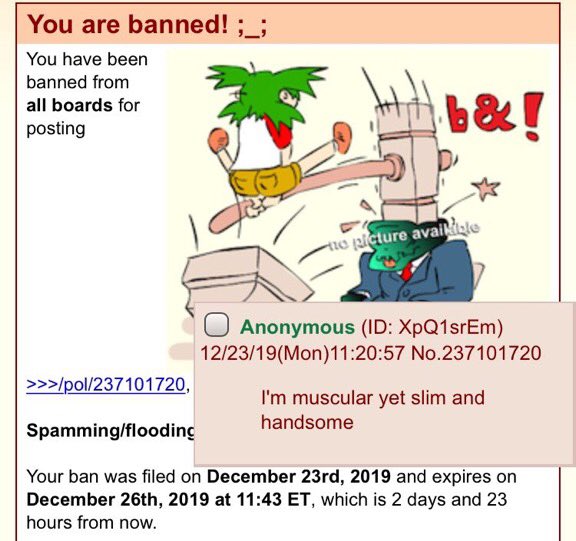 You are banned! ;_;
You have been
banned from
all boards for
posting
b&!
no picture available
Anonymous (ID: XpQ1srEm)
12/23/19(Mon)11:20:57 No.237101720
>>>/pol/237101720,
I'm muscular yet slim and
handsome
Spamming/flooding
Your ban was filed on December 23rd, 2019 and expires on
December 26th, 2019 at 11:43 ET, which is 2 days and 23
hours from now.